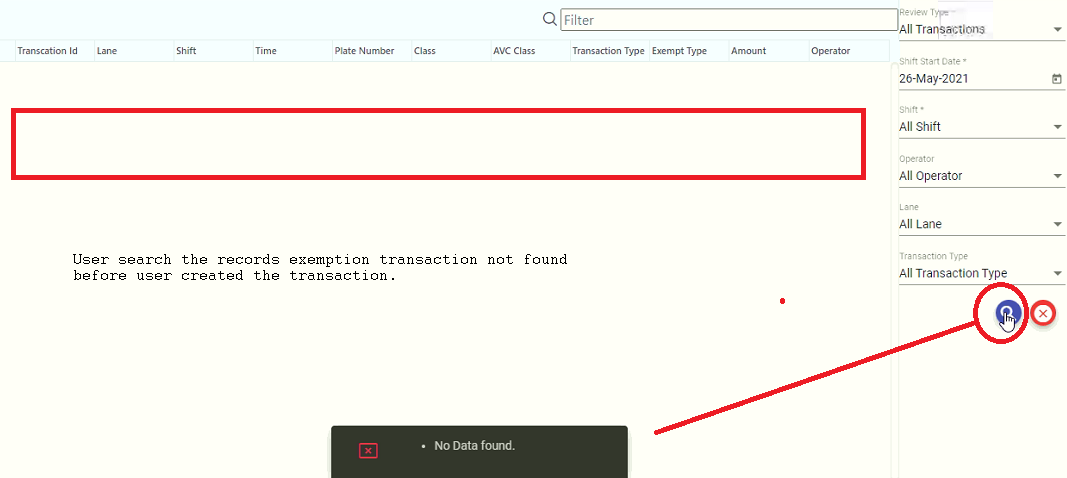 Filter
Transcation Id Lane Shift Time Plate Number Class AVC Class Transaction Type Exempt Type Amount Operator
Review Type
All Transactions
Shift Start Date *
26-May-2021
Shift *
All Shift
Operator
All Operator
Lane
All Lane
Transaction Type
All Transaction Type
User search the records exemption transaction not found
before user created the transaction.
• No Data found.